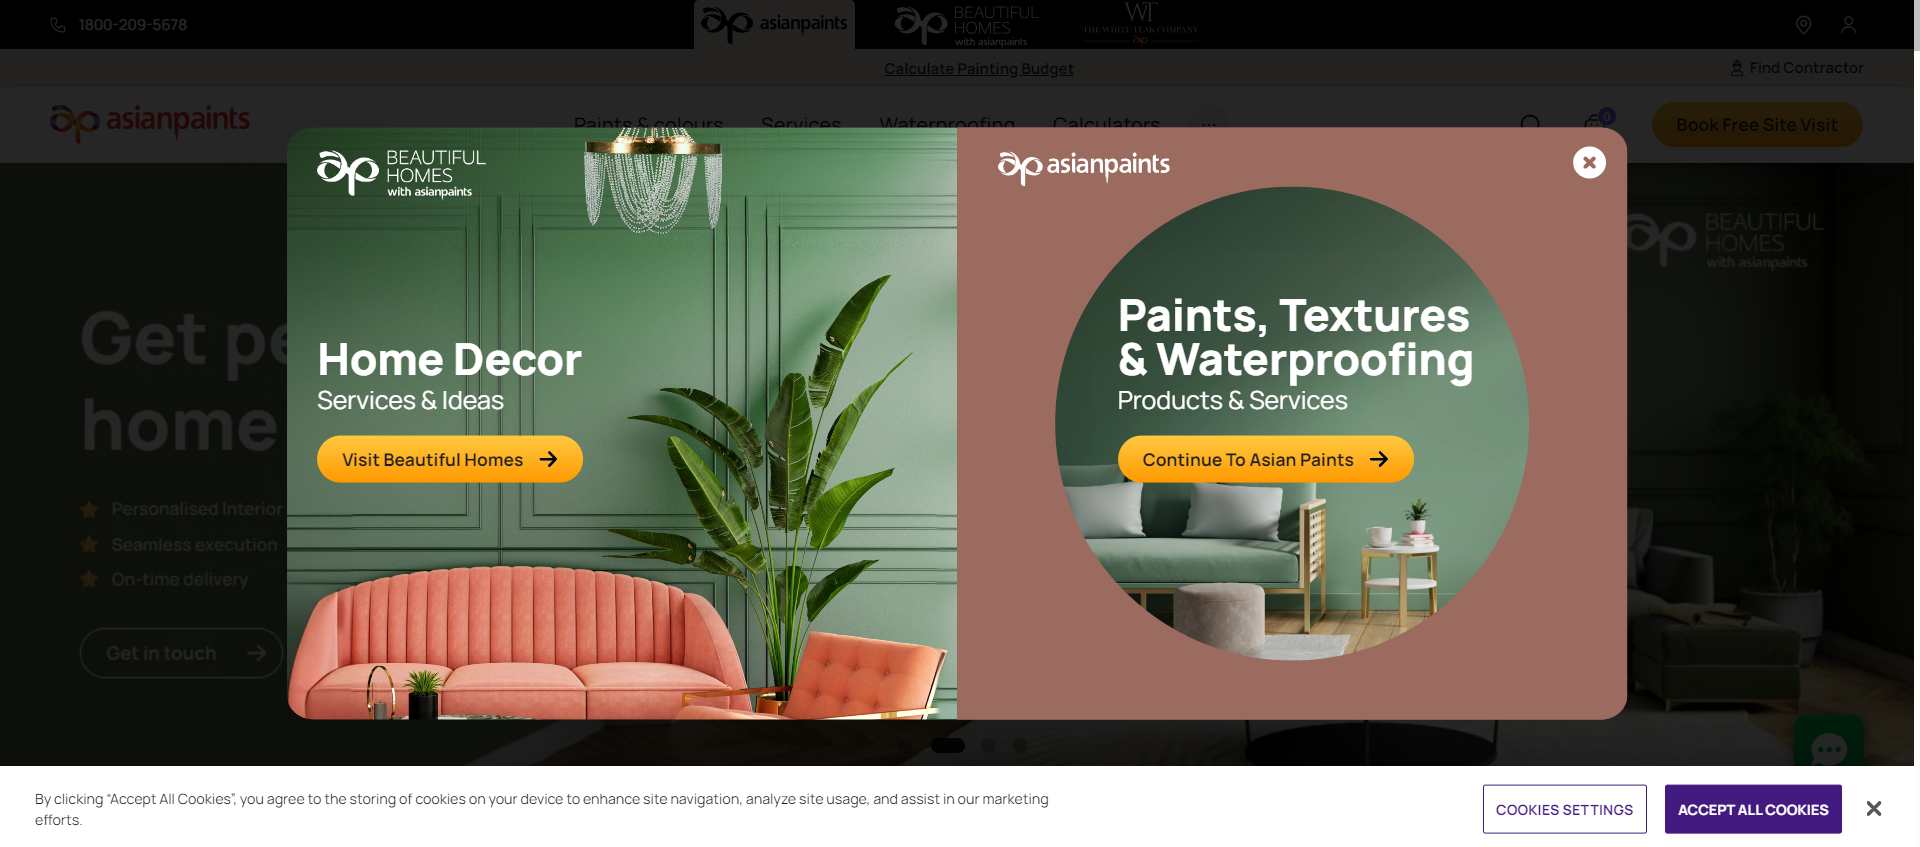 1800-209-5678
asianpaints
BEAUTIFUL
HOMES
with asianpaints
WT
THE WHITE TEAK COMPANY
Calculate Painting Budget
Find Contractor
asianpaints
Paints & colours
Services
Waterproofing
Calculators
...
0
Book Free Site Visit
BEAUTIFUL
HOMES
with asianpaints
Home Decor
Services & Ideas
Visit Beautiful Homes
asianpaints
Paints, Textures
& Waterproofing
Products & Services
Continue To Asian Paints
BEAUTIFUL
HOMES
with asianpaints
Get pe
home
Personalised Interior
Seamless execution
On-time delivery
Get in touch
By clicking “Accept All Cookies”, you agree to the storing of cookies on your device to enhance site navigation, analyze site usage, and assist in our marketing
efforts.
COOKIES SETTINGS
ACCEPT ALL COOKIES